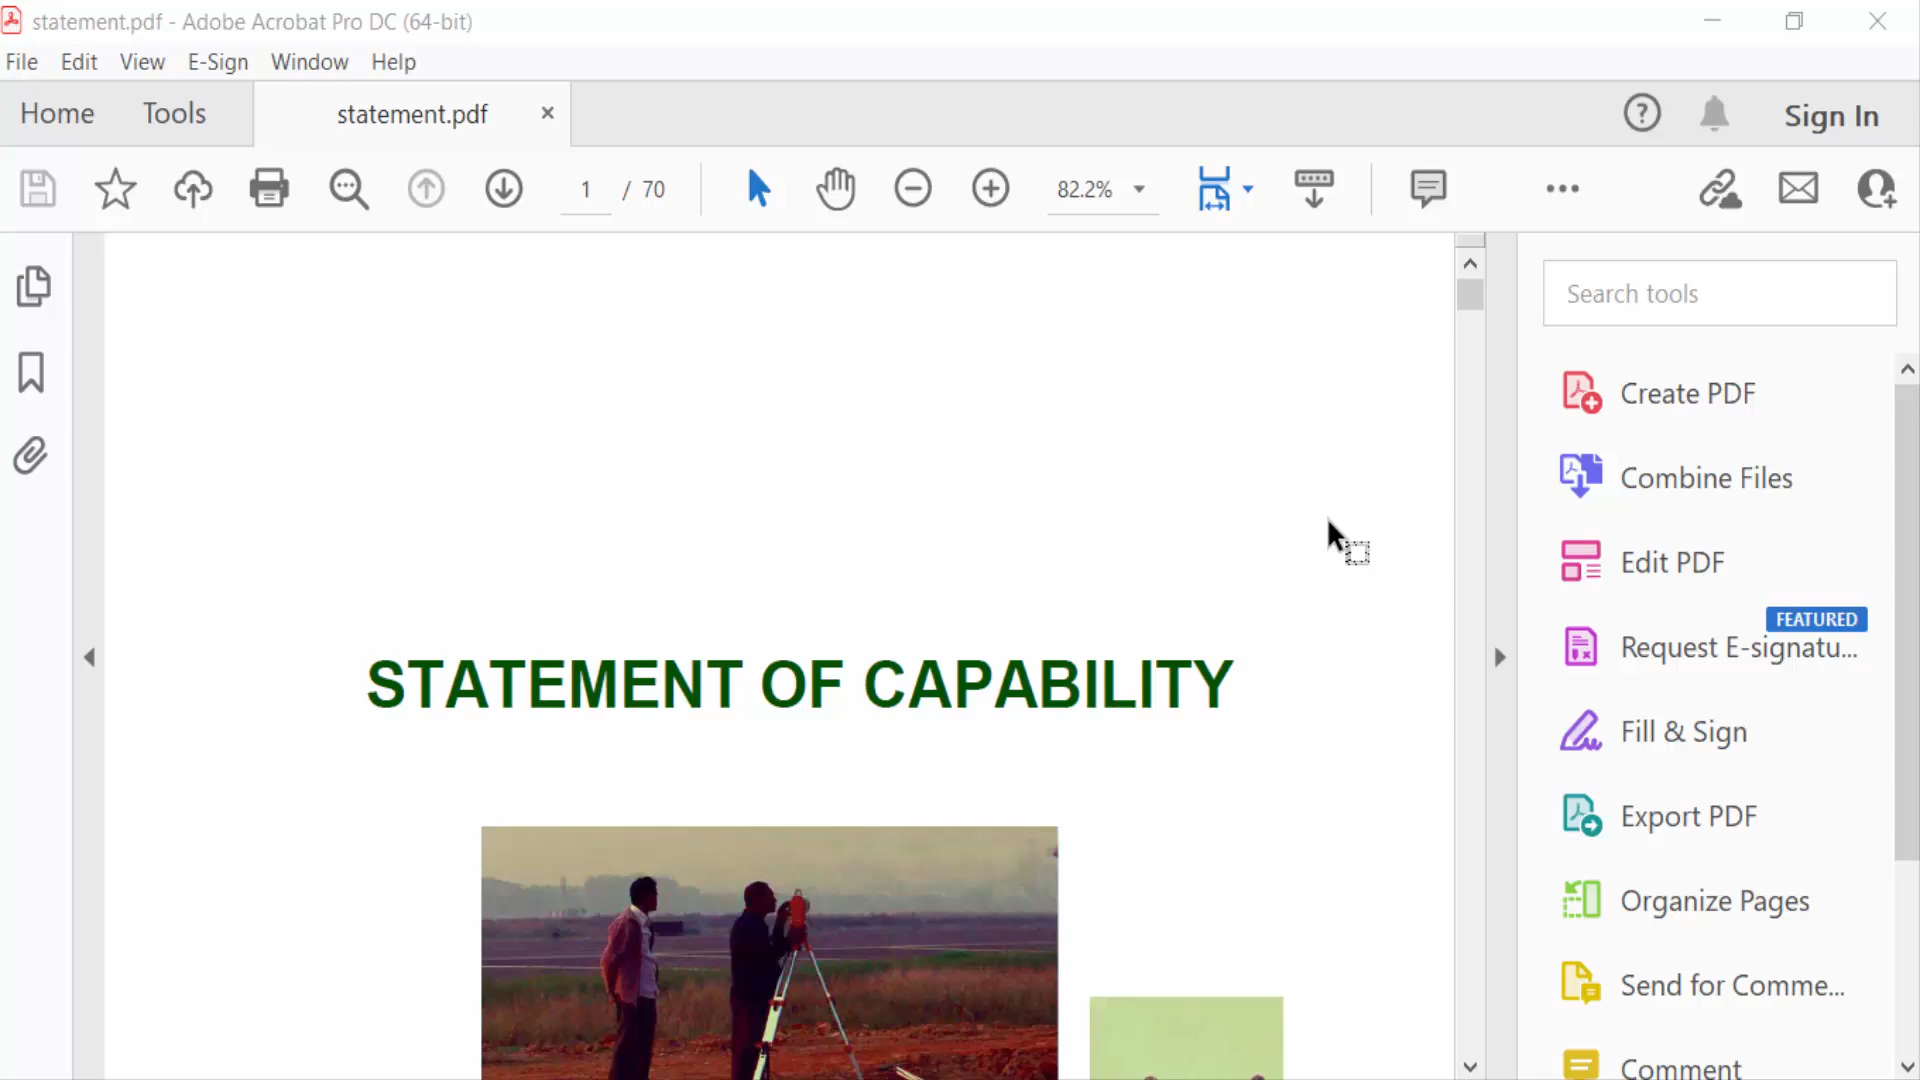 statement.pdf - Adobe Acrobat Pro DC (64-bit)
File Edit View E-Sign Window Help
Home Tools statement.pdf × Sign In
1 / 70 82.2%
Search tools
Create PDF
Combine Files
Edit PDF
FEATURED
Request E-signatu...
Fill & Sign
Export PDF
Organize Pages
Send for Comme...
Comment
STATEMENT OF CAPABILITY